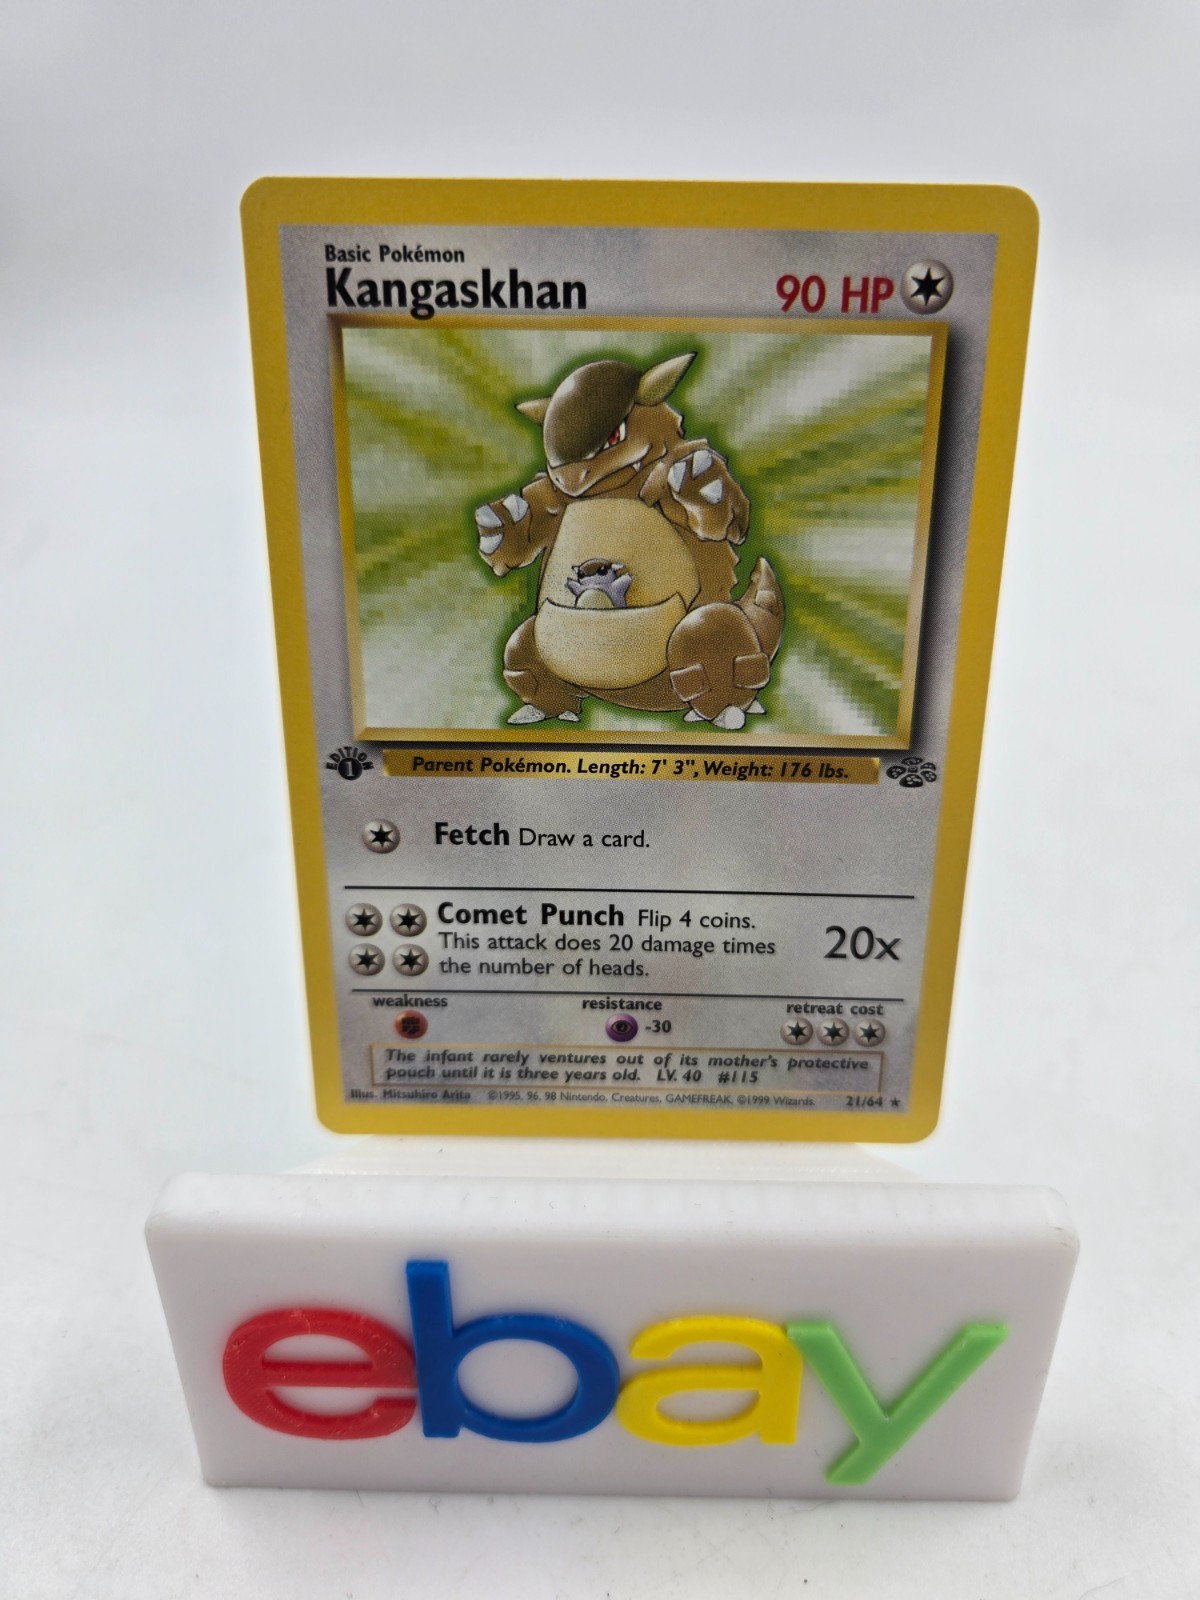 Basic Pokémon
Kangaskhan
90 HP
EDITION
1
Parent Pokémon. Length: 7' 3", Weight: 176 lbs.
Fetch Draw a card.
Comet Punch Flip 4 coins.
This attack does 20 damage times
the number of heads.
20x
weakness
resistance
retreat cost
-30
The infant rarely ventures out of its mother's protective
pouch until it is three years old. LV. 40 #115
Illus. Mitsuhiro Arita ©1995, 96, 98 Nintendo, Creatures, GAMEFREAK. ©1999 Wizards. 21/64 ★
ebay